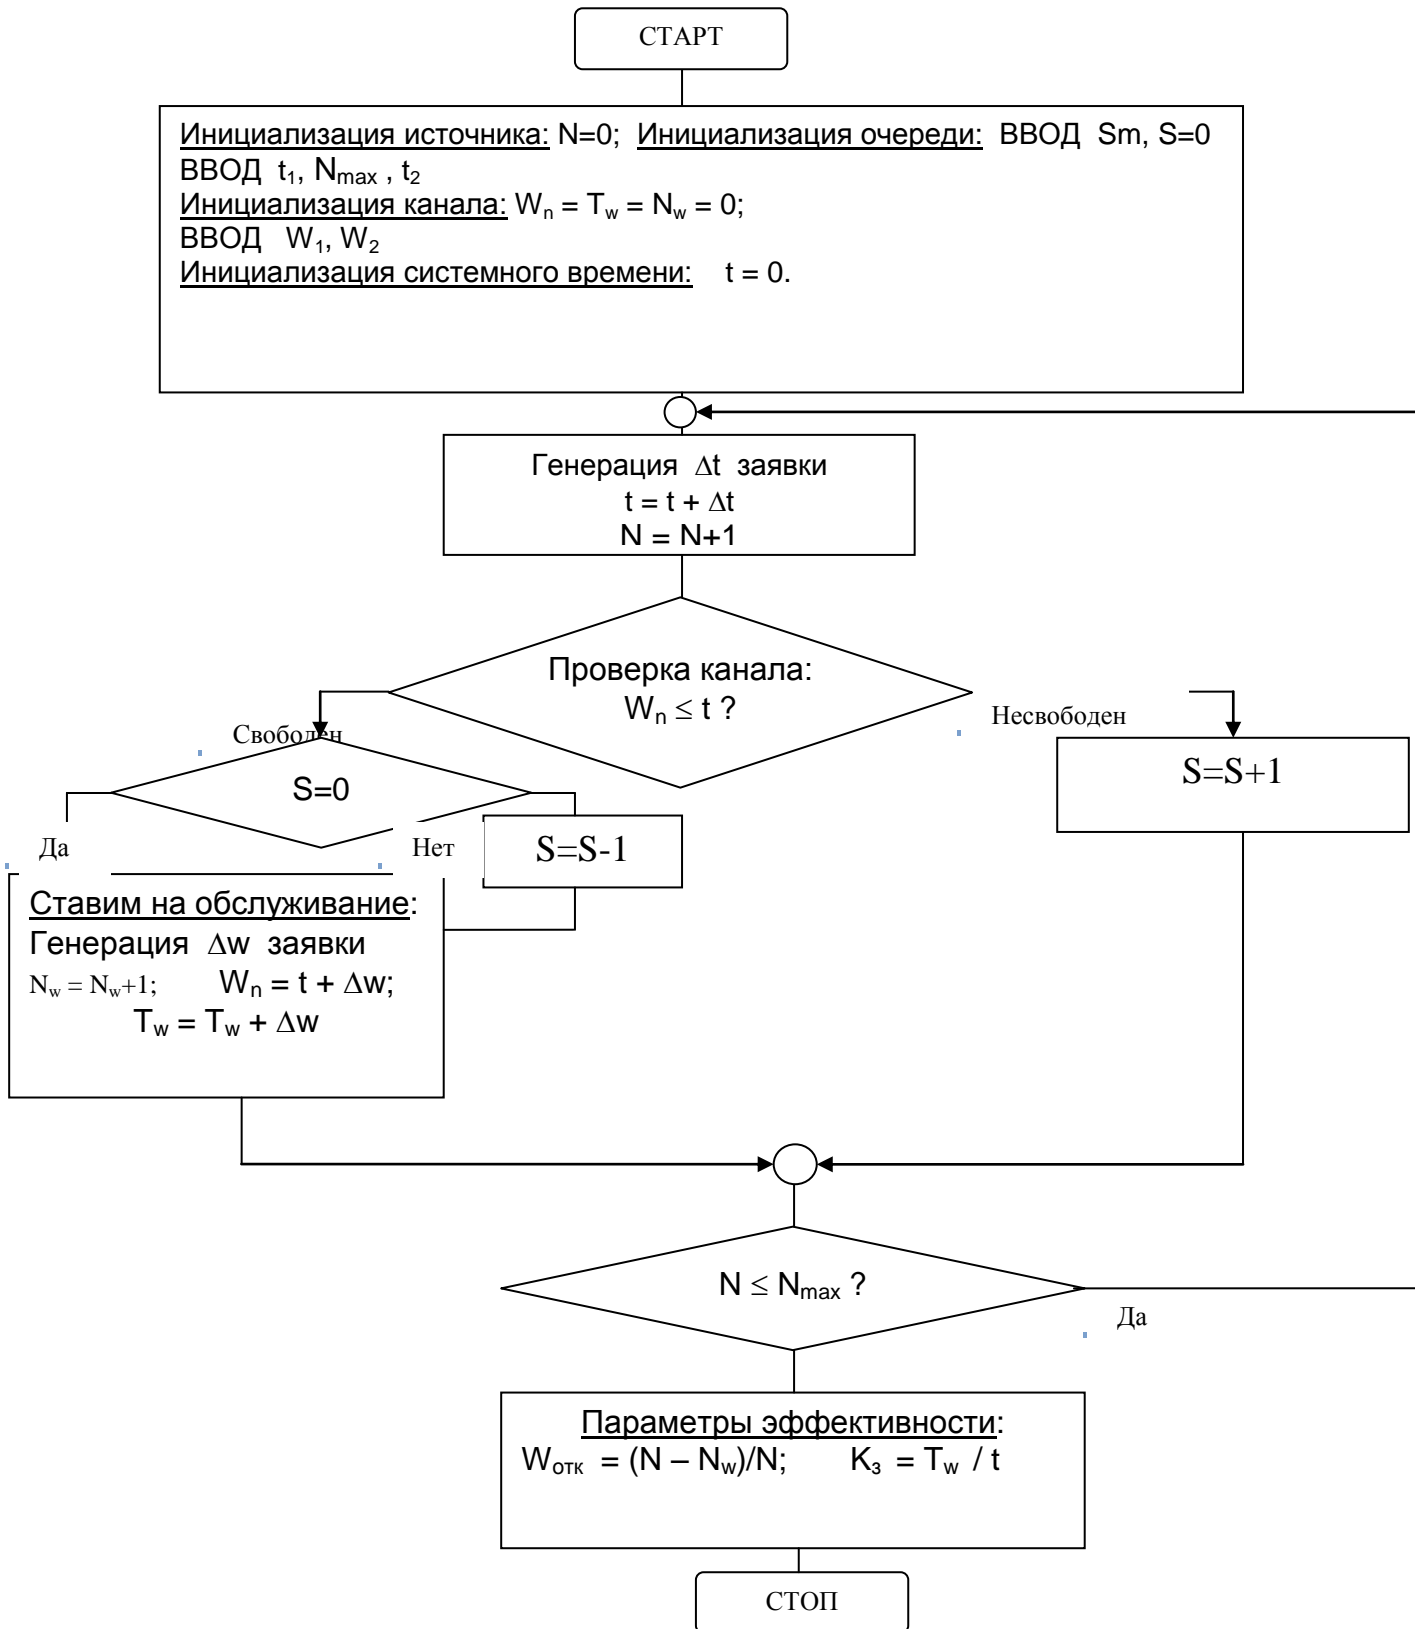 СТАРТ
Инициализация источника: N=0; Инициализация очереди: ВВОД Sm, S=0
ВВОД t₁, Nmax , t₂
Инициализация канала: Wn = Tw = Nw = 0;
ВВОД W₁, W₂
Инициализация системного времени: t = 0.
Генерация Δt заявки
t = t + Δt
N = N+1
Проверка канала:
Wn ≤ t ?
Свободен
Несвободен
S=0
S=S+1
Да
Нет
S=S-1
Ставим на обслуживание:
Генерация Δw заявки
Nw = Nw+1; Wn = t + Δw;
Tw = Tw + Δw
N ≤ Nmax ?
Да
Параметры эффективности:
Wотк = (N – Nw)/N; Kз = Tw / t
СТОП